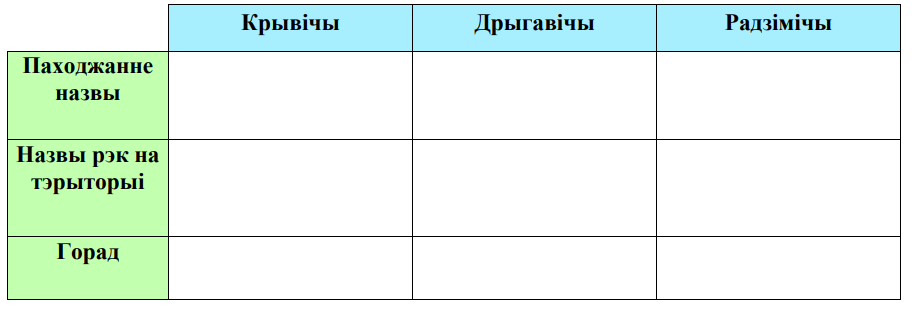 Крывічы Дрыгавічы Радзімічы
Паходжанне
назвы
Назвы рэк на
тэрыторыі
Горад